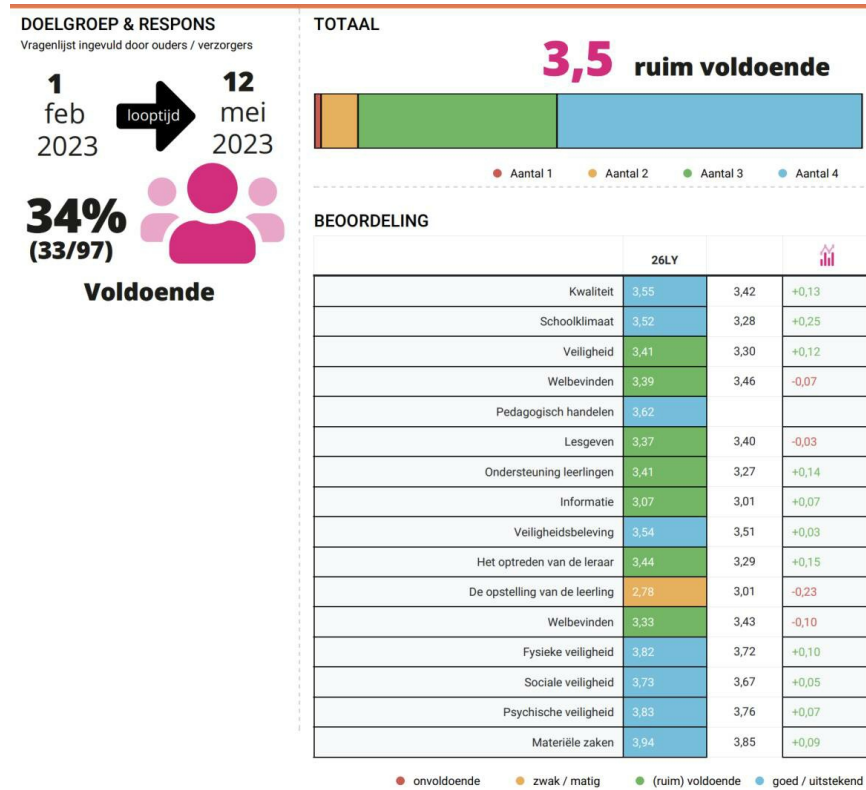 DOELGROEP & RESPONS
Vragenlijst ingevuld door ouders / verzorgers
1
feb
2023
looptijd
12
mei
2023
34%
(33/97)
Voldoende
TOTAAL
3,5 ruim voldoende
Aantal 1 Aantal 2 Aantal 3 Aantal 4
BEOORDELING
26LY
Kwaliteit 3,55 3,42 +0,13
Schoolklimaat 3,52 3,28 +0,25
Veiligheid 3,41 3,30 +0,12
Welbevinden 3,39 3,46 -0,07
Pedagogisch handelen 3,62
Lesgeven 3,37 3,40 -0,03
Ondersteuning leerlingen 3,41 3,27 +0,14
Informatie 3,07 3,01 +0,07
Veiligheidsbeleving 3,54 3,51 +0,03
Het optreden van de leraar 3,44 3,29 +0,15
De opstelling van de leerling 2,78 3,01 -0,23
Welbevinden 3,33 3,43 -0,10
Fysieke veiligheid 3,82 3,72 +0,10
Sociale veiligheid 3,73 3,67 +0,05
Psychische veiligheid 3,83 3,76 +0,07
Materiële zaken 3,94 3,85 +0,09
onvoldoende zwak / matig (ruim) voldoende goed / uitstekend